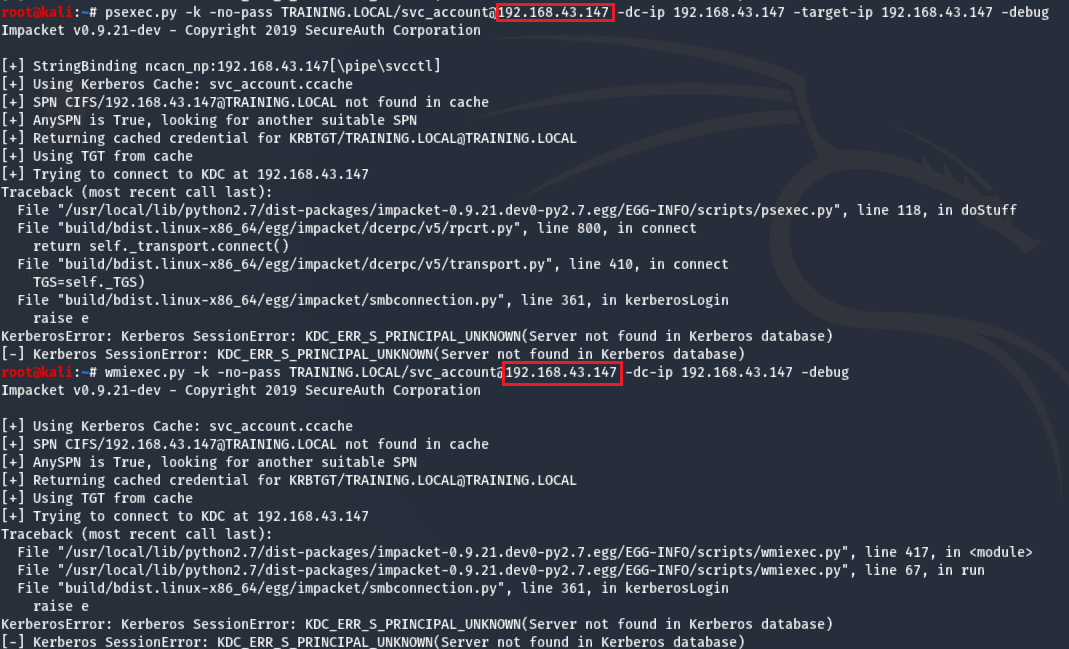 root@kali:~# psexec.py -k -no-pass TRAINING.LOCAL/svc_account@192.168.43.147 -dc-ip 192.168.43.147 -target-ip 192.168.43.147 -debug
Impacket v0.9.21-dev - Copyright 2019 SecureAuth Corporation
[+] StringBinding ncacn_np:192.168.43.147[\pipe\svcctl]
[+] Using Kerberos Cache: svc_account.ccache
[+] SPN CIFS/192.168.43.147@TRAINING.LOCAL not found in cache
[+] AnySPN is True, looking for another suitable SPN
[+] Returning cached credential for KRBTGT/TRAINING.LOCAL@TRAINING.LOCAL
[+] Using TGT from cache
[+] Trying to connect to KDC at 192.168.43.147
Traceback (most recent call last):
  File "/usr/local/lib/python2.7/dist-packages/impacket-0.9.21.dev0-py2.7.egg/EGG-INFO/scripts/psexec.py", line 118, in doStuff
  File "build/bdist.linux-x86_64/egg/impacket/dcerpc/v5/rpcrt.py", line 800, in connect
    return self._transport.connect()
  File "build/bdist.linux-x86_64/egg/impacket/dcerpc/v5/transport.py", line 410, in connect
    TGS=self._TGS)
  File "build/bdist.linux-x86_64/egg/impacket/smbconnection.py", line 361, in kerberosLogin
    raise e
KerberosError: Kerberos SessionError: KDC_ERR_S_PRINCIPAL_UNKNOWN(Server not found in Kerberos database)
[-] Kerberos SessionError: KDC_ERR_S_PRINCIPAL_UNKNOWN(Server not found in Kerberos database)
root@kali:~# wmiexec.py -k -no-pass TRAINING.LOCAL/svc_account@192.168.43.147 -dc-ip 192.168.43.147 -debug
Impacket v0.9.21-dev - Copyright 2019 SecureAuth Corporation
[+] Using Kerberos Cache: svc_account.ccache
[+] SPN CIFS/192.168.43.147@TRAINING.LOCAL not found in cache
[+] AnySPN is True, looking for another suitable SPN
[+] Returning cached credential for KRBTGT/TRAINING.LOCAL@TRAINING.LOCAL
[+] Using TGT from cache
[+] Trying to connect to KDC at 192.168.43.147
Traceback (most recent call last):
  File "/usr/local/lib/python2.7/dist-packages/impacket-0.9.21.dev0-py2.7.egg/EGG-INFO/scripts/wmiexec.py", line 417, in <module>
  File "/usr/local/lib/python2.7/dist-packages/impacket-0.9.21.dev0-py2.7.egg/EGG-INFO/scripts/wmiexec.py", line 67, in run
  File "build/bdist.linux-x86_64/egg/impacket/smbconnection.py", line 361, in kerberosLogin
    raise e
KerberosError: Kerberos SessionError: KDC_ERR_S_PRINCIPAL_UNKNOWN(Server not found in Kerberos database)
[-] Kerberos SessionError: KDC_ERR_S_PRINCIPAL_UNKNOWN(Server not found in Kerberos database)